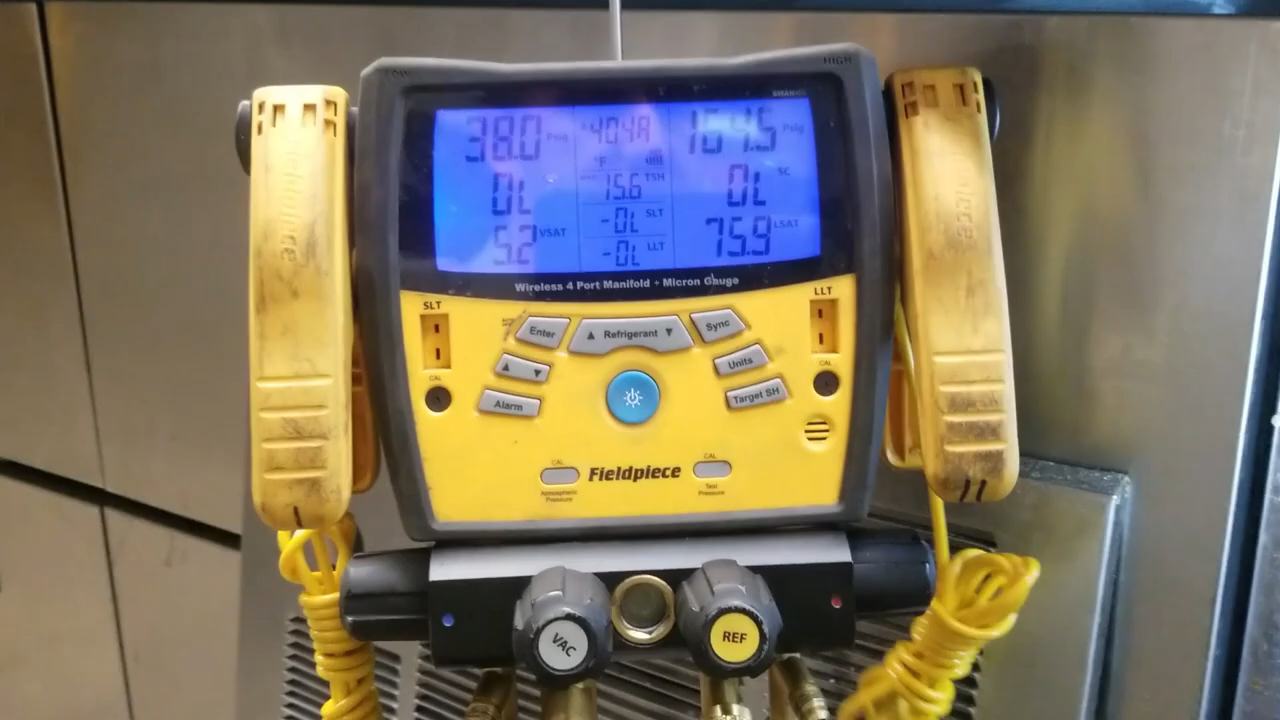 LOW
HIGH
38.0 Psig
404A
164.5 Psig
°F
0L
15.6 TSH
0L SC
-0L SLT
5.2 VSAT
-0L LLT
75.9 LSAT
Wireless 4 Port Manifold + Micron Gauge
SLT
LLT
Enter
▲ Refrigerant ▼
Sync
▲ ▼
Units
CAL
CAL
Alarm
Target SH
CAL
CAL
Fieldpiece
Atmospheric
Pressure
Test
Pressure
VAC
REF
Fieldpiece